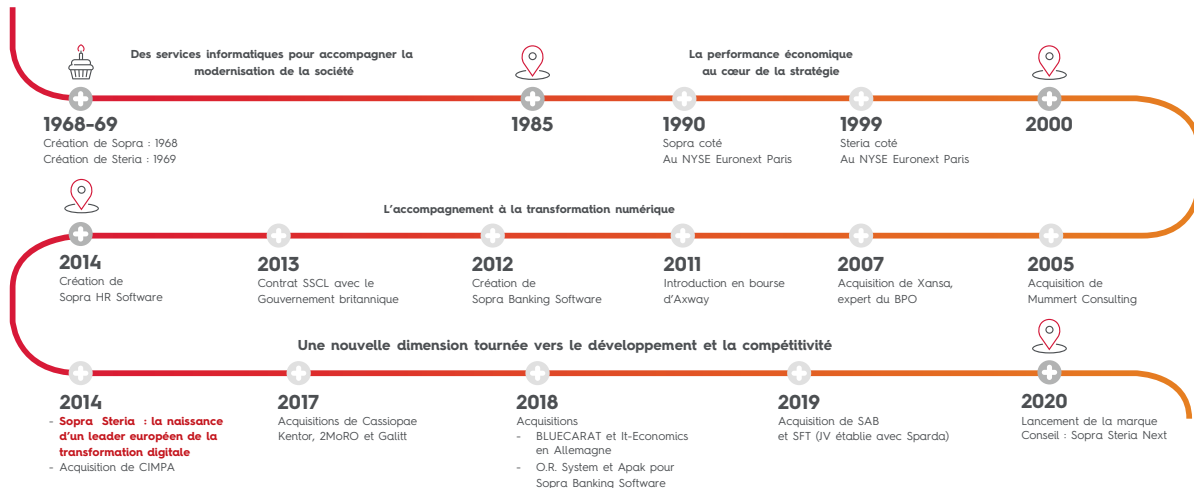 Des services informatiques pour accompagner la
modernisation de la société
La performance économique
au cœur de la stratégie
1968-69
Création de Sopra : 1968
Création de Steria : 1969
1985
1990
Sopra coté
Au NYSE Euronext Paris
1999
Steria coté
Au NYSE Euronext Paris
2000
L'accompagnement à la transformation numérique
2014
Création de
Sopra HR Software
2013
Contrat SSCL avec le
Gouvernement britannique
2012
Création de
Sopra Banking Software
2011
Introduction en bourse
d'Axway
2007
Acquisition de Xansa,
expert du BPO
2005
Acquisition de
Mummert Consulting
Une nouvelle dimension tournée vers le développement et la compétitivité
2014
- Sopra Steria : la naissance
d'un leader européen de la
transformation digitale
- Acquisition de CIMPA
2017
Acquisitions de Cassiopae
Kentor, 2MoRO et Galitt
2018
Acquisitions
- BLUECARAT et It-Economics
en Allemagne
- O.R. System et Apak pour
Sopra Banking Software
2019
Acquisition de SAB
et SFT (JV établie avec Sparda)
2020
Lancement de la marque
Conseil : Sopra Steria Next